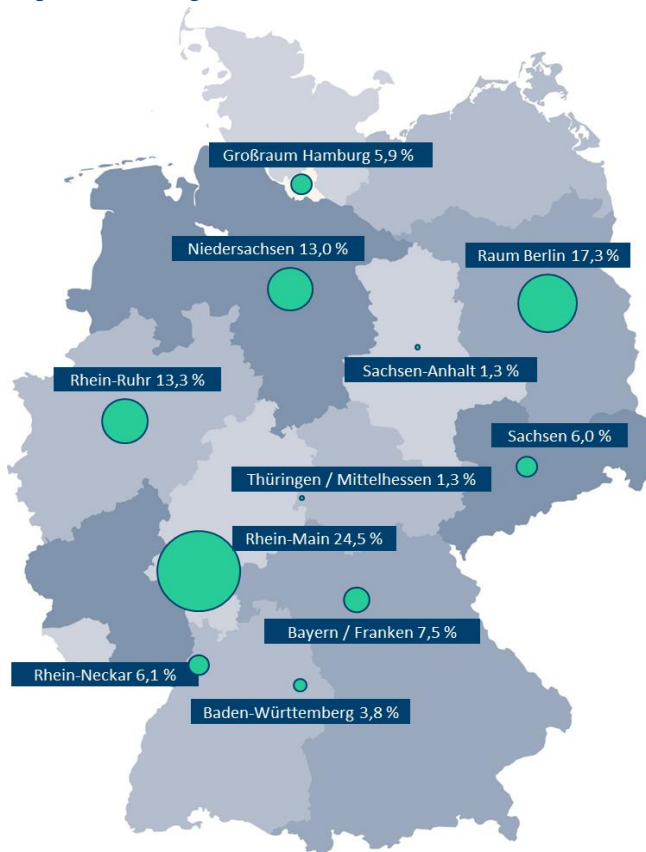 Großraum Hamburg 5,9 %
Niedersachsen 13,0 %
Raum Berlin 17,3 %
Sachsen-Anhalt 1,3 %
Rhein-Ruhr 13,3 %
Sachsen 6,0 %
Thüringen / Mittelhessen 1,3 %
Rhein-Main 24,5 %
Bayern / Franken 7,5 %
Rhein-Neckar 6,1 %
Baden-Württemberg 3,8 %